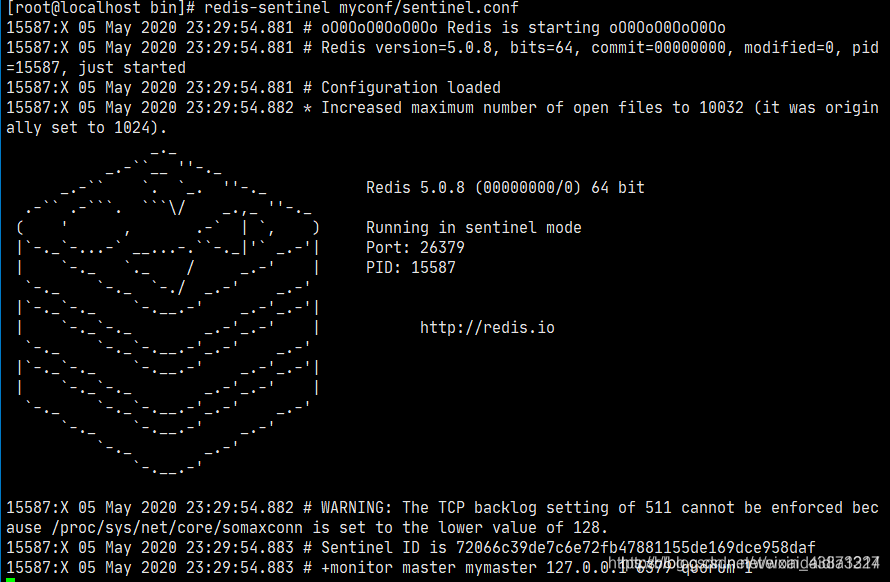 [root@localhost bin]# redis-sentinel myconf/sentinel.conf
15587:X 05 May 2020 23:29:54.881 # oO0OoO0OoO0Oo Redis is starting oO0OoO0OoO0Oo
15587:X 05 May 2020 23:29:54.881 # Redis version=5.0.8, bits=64, commit=00000000, modified=0, pid
=15587, just started
15587:X 05 May 2020 23:29:54.881 # Configuration loaded
15587:X 05 May 2020 23:29:54.882 * Increased maximum number of open files to 10032 (it was origin
ally set to 1024).
Redis 5.0.8 (00000000/0) 64 bit
Running in sentinel mode
Port: 26379
PID: 15587
http://redis.io
15587:X 05 May 2020 23:29:54.882 # WARNING: The TCP backlog setting of 511 cannot be enforced bec
ause /proc/sys/net/core/somaxconn is set to the lower value of 128.
15587:X 05 May 2020 23:29:54.883 # Sentinel ID is 72066c39de7c6e72fb47881155de169dce958daf
15587:X 05 May 2020 23:29:54.883 # +monitor master mymaster 127.0.0.1 6379 quorum 1